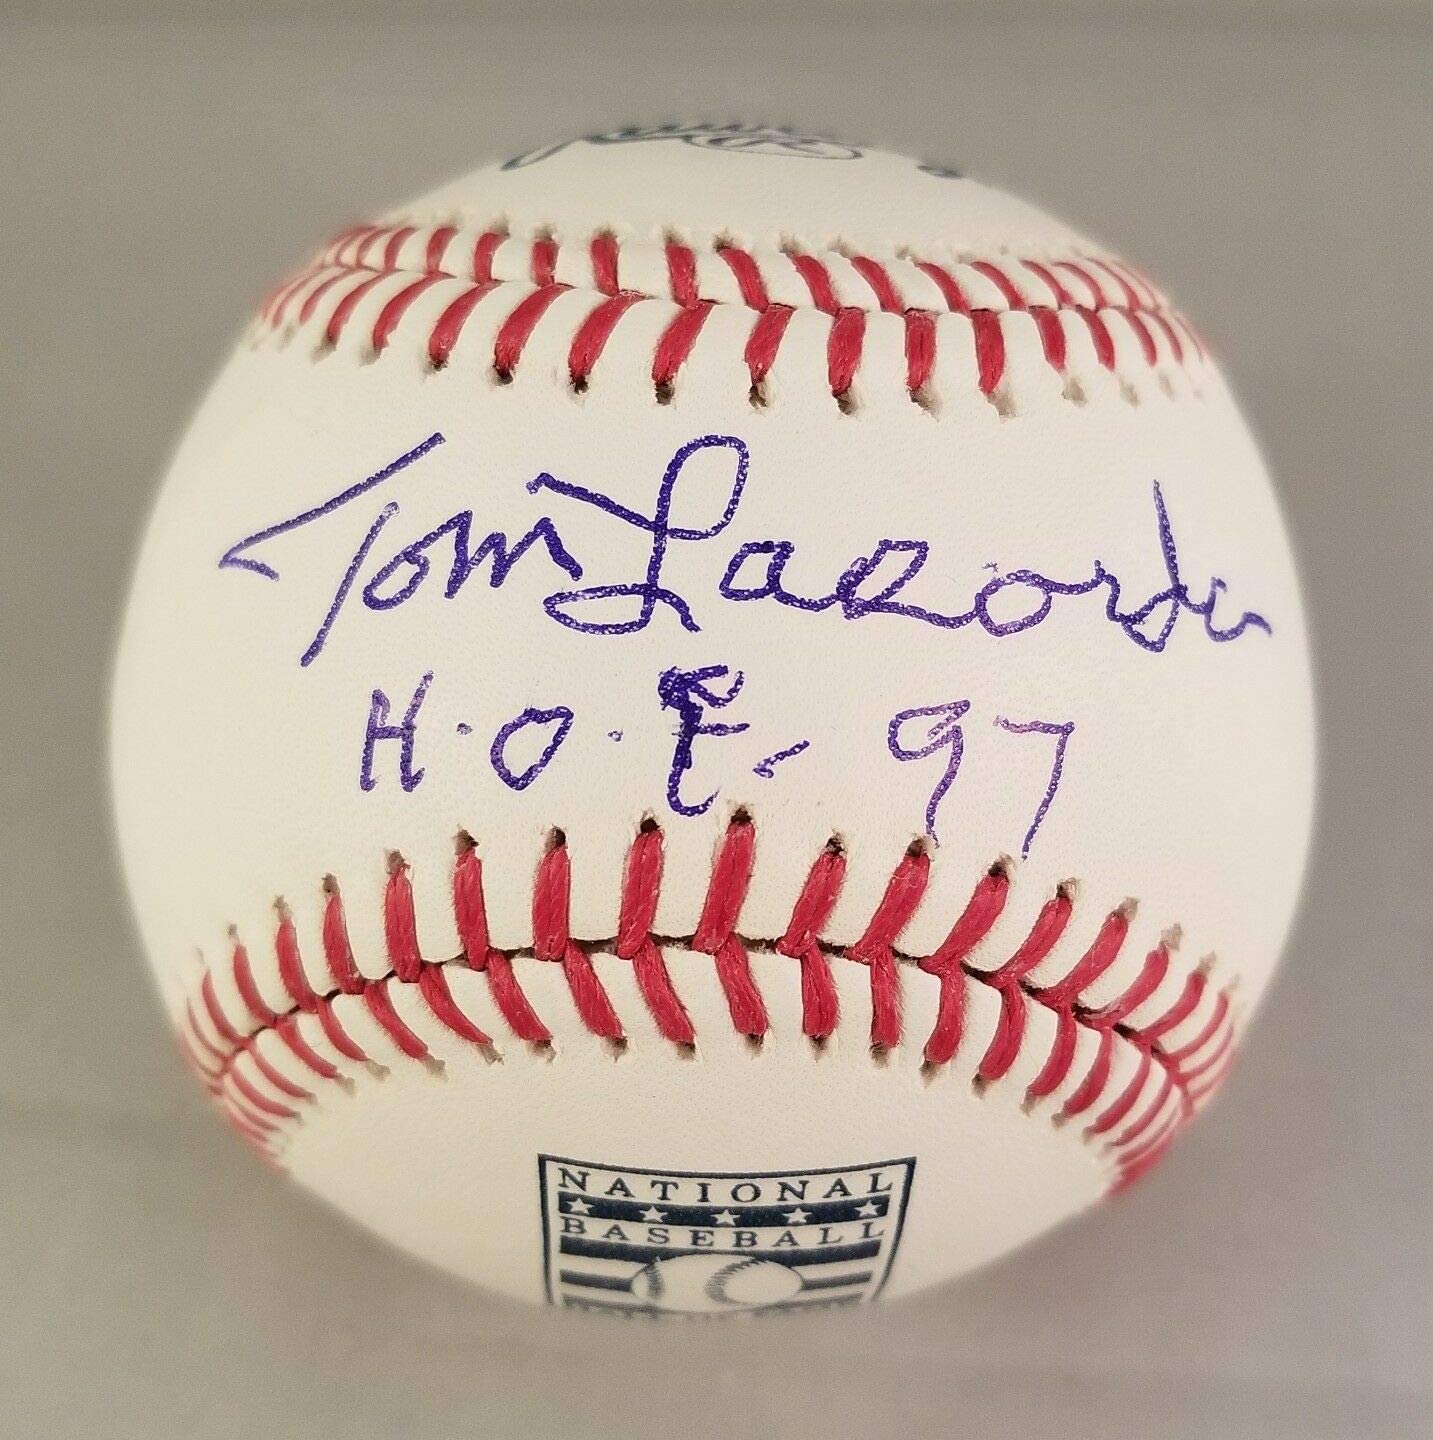 Tom Lasorda
H.O.F. 97
NATIONAL
BASEBALL